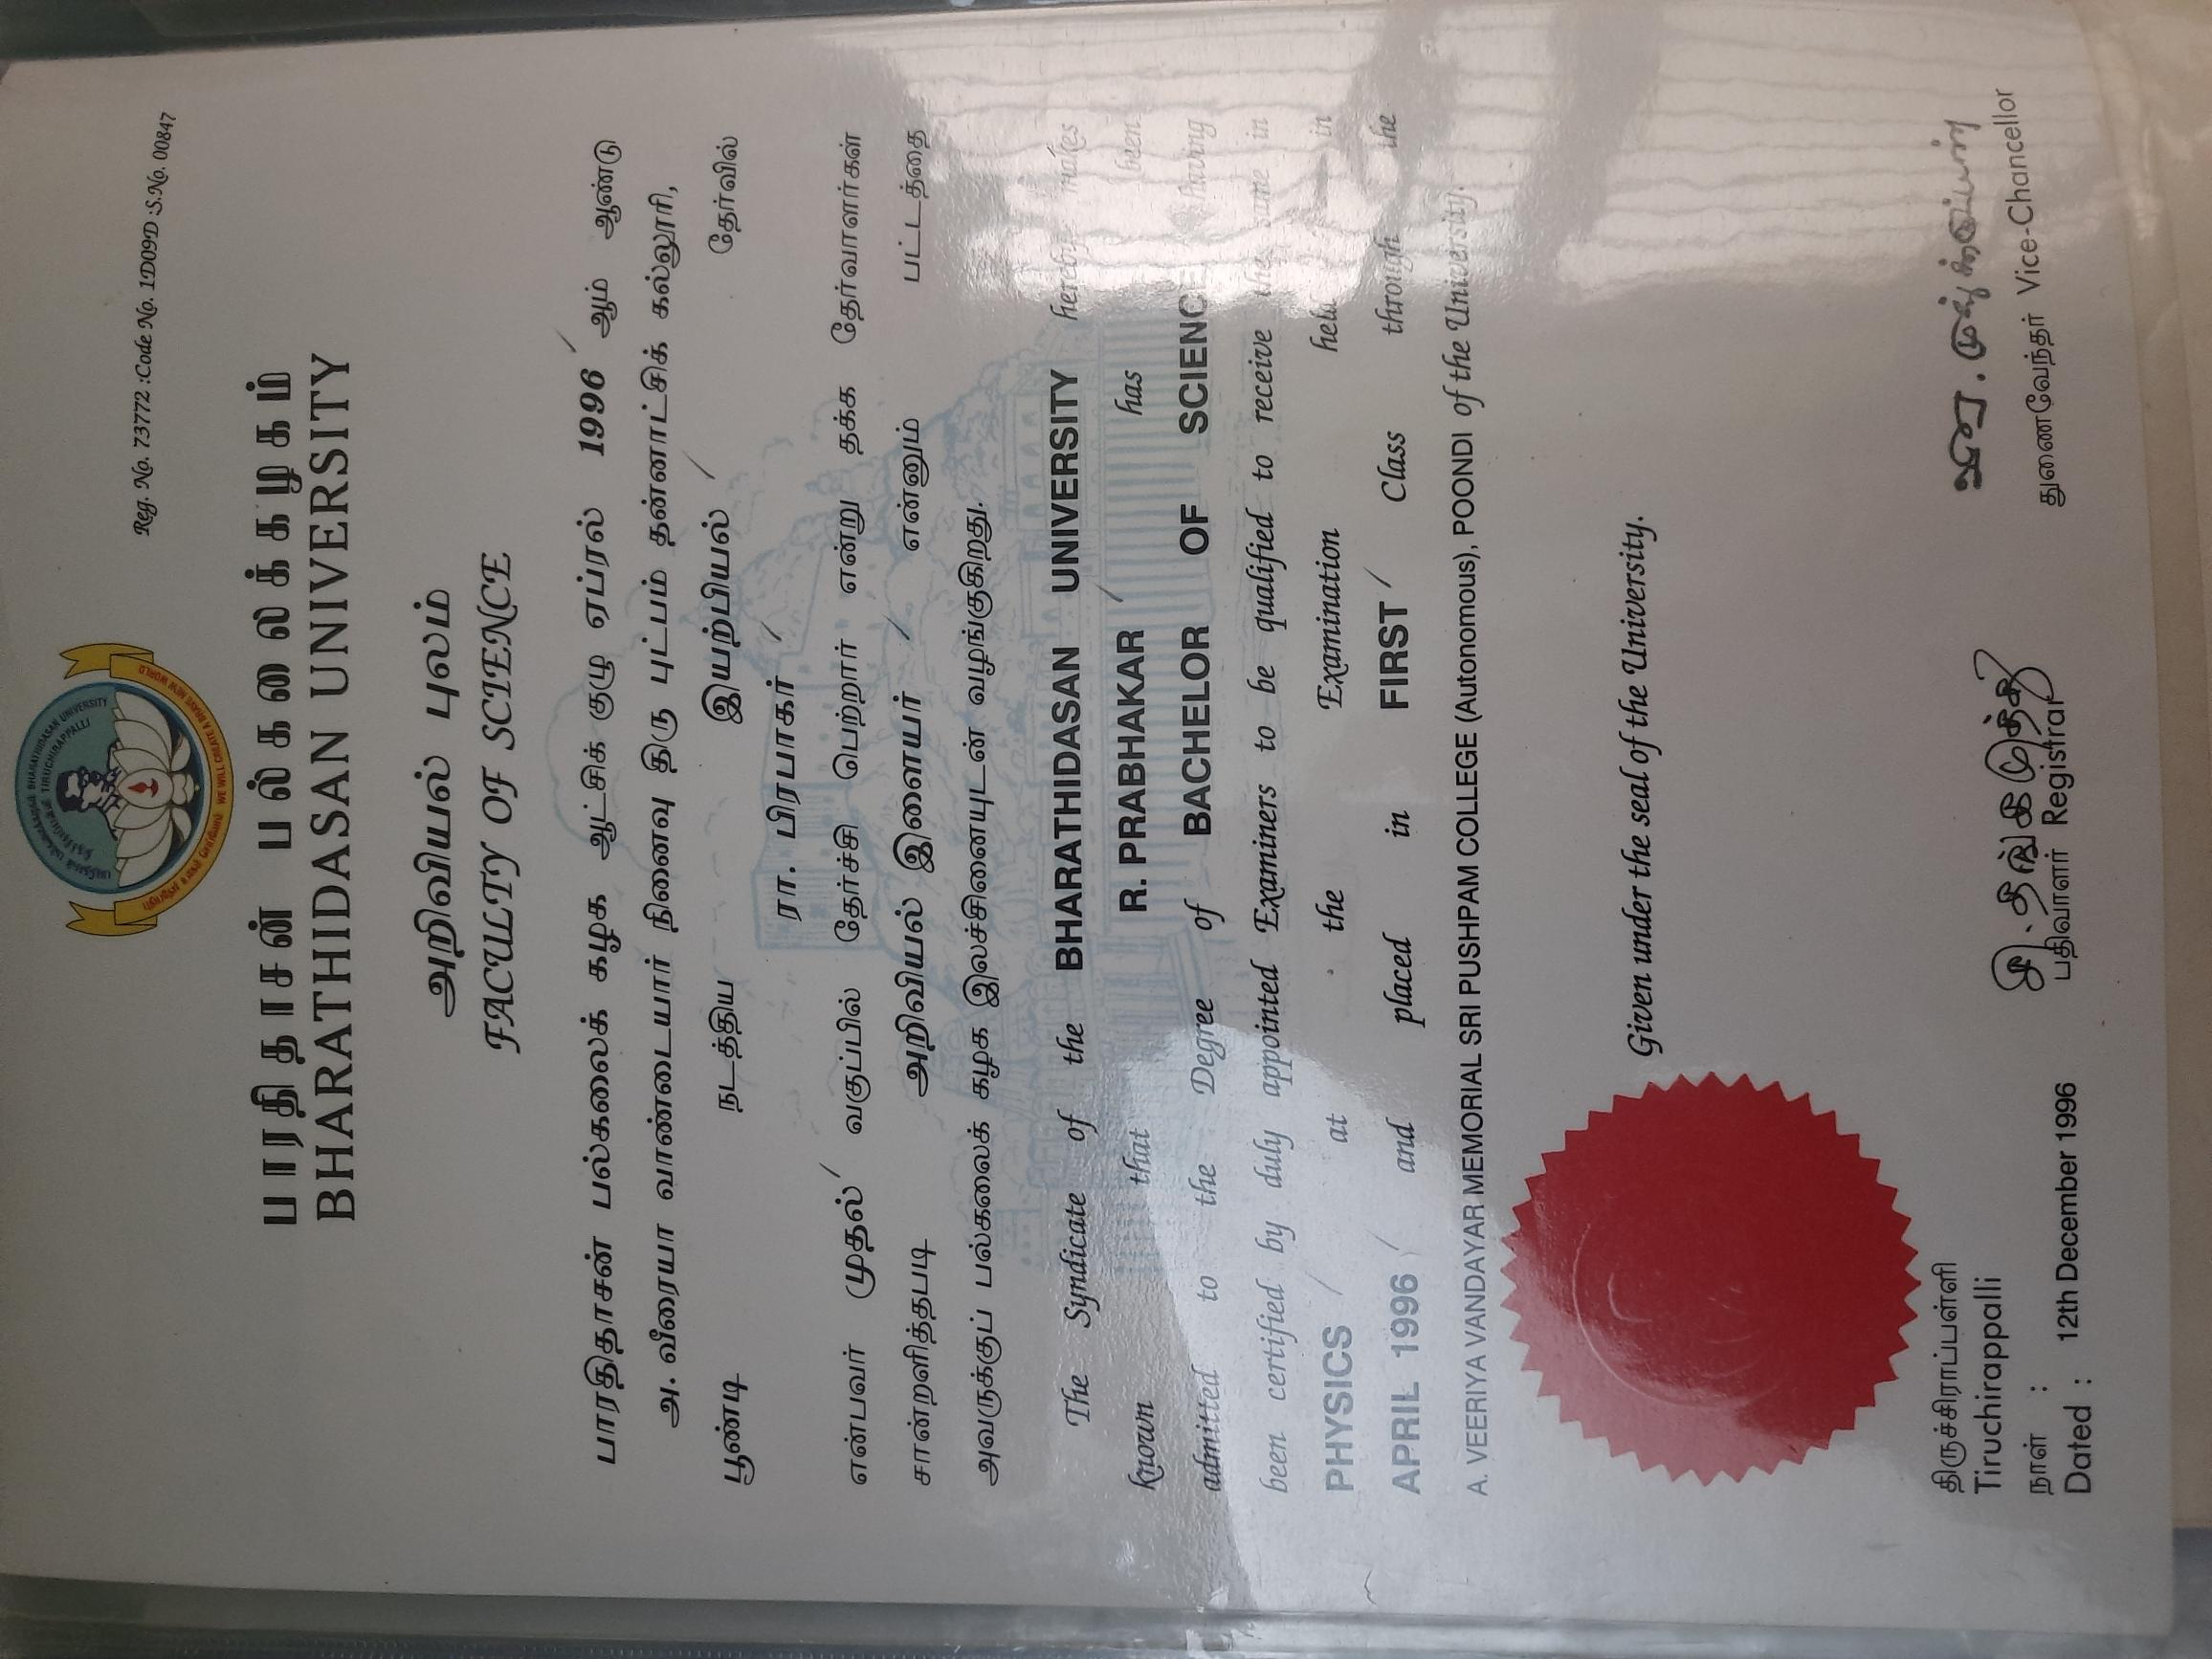 பாரதிதாசன் பல்கலைக்கழகம் BHARATHIDASAN UNIVERSITY
திருச்சிராப்பள்ளி TIRUCHIRAPPALLI
WE WILL CREATE A BRAVE NEW WORLD
Reg. No. 73772 :Code No. 1D09D :S.No. 00847
பாரதிதாசன் பல்கலைக்கழகம்
BHARATHIDASAN UNIVERSITY
அறிவியல் புலம்
FACULTY OF SCIENCE
பாரதிதாசன் பல்கலைக் கழக ஆட்சிக் குழு ஏப்ரல் 1996 ஆம் ஆண்டு
அ. வீரையா வாண்டையார் நினைவு திரு புட்பம் தன்னாட்சிக் கல்லூரி,
பூண்டி நடத்திய இயற்பியல் தேர்வில்
ரா. பிரபாகர்
என்பவர் முதல் வகுப்பில் தேர்ச்சி பெற்றார் என்று தக்க தேர்வாளர்கள்
சான்றளித்தபடி அறிவியல் இளையர் என்னும் பட்டத்தை
அவருக்குப் பல்கலைக் கழக இலச்சினையுடன் வழங்குகிறது.
The Syndicate of the BHARATHIDASAN UNIVERSITY hereby makes
known that R. PRABHAKAR has been
admitted to the Degree of BACHELOR OF SCIENCE having
been certified by duly appointed Examiners to be qualified to receive the same in
PHYSICS at the Examination held in
APRIL 1996 and placed in FIRST Class through the
A. VEERIYA VANDAYAR MEMORIAL SRI PUSHPAM COLLEGE (Autonomous), POONDI of the University.
Given under the seal of the University.
திருச்சிராப்பள்ளி
Tiruchirappalli
நாள் :
Dated : 12th December 1996
சி. தங்கமுத்து
பதிவாளர் Registrar
துணைவேந்தர் Vice-Chancellor